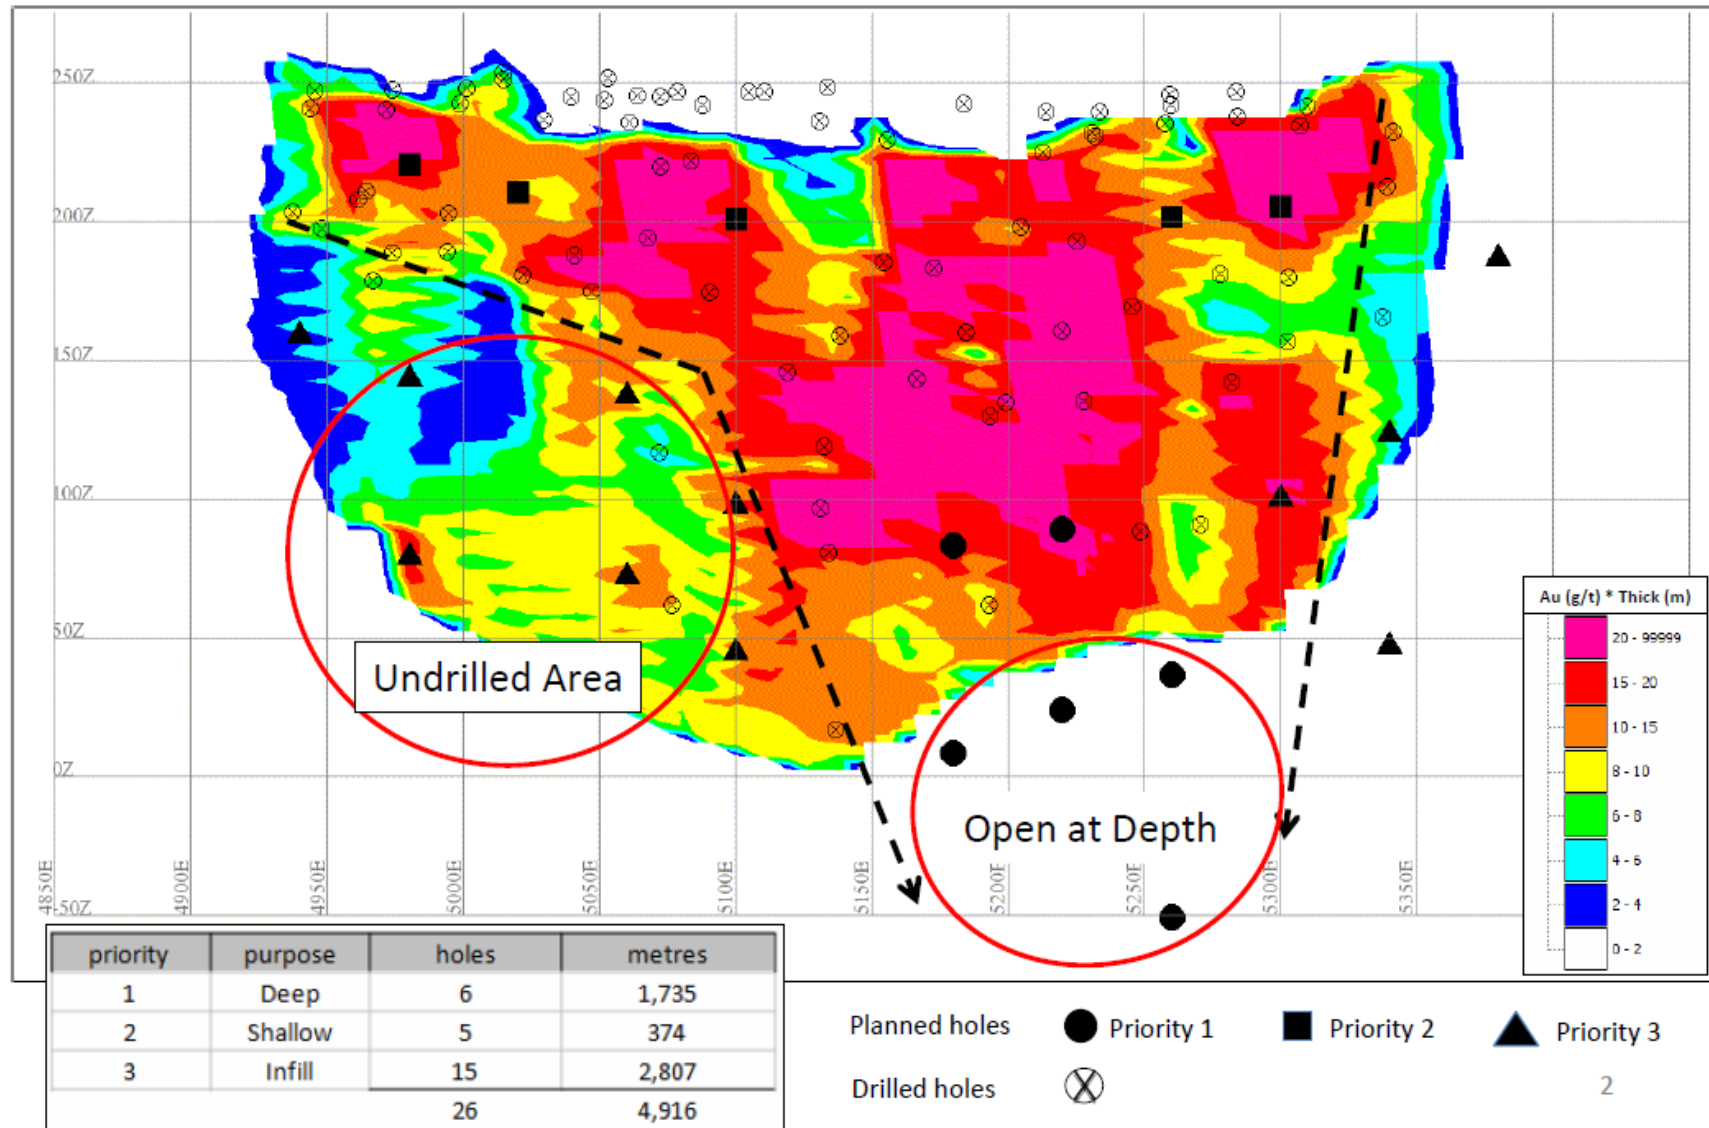 250Z
200Z
150Z
100Z
50Z
0Z
-50Z
Undrilled Area
Open at Depth
4850E
4900E
4950E
5000E
5050E
5100E
5150E
5200E
5250E
5300E
5350E
Au (g/t) * Thick (m)
20 - 99999
15 - 20
10 - 15
8 - 10
6 - 8
4 - 6
2 - 4
0 - 2
priority purpose holes metres
1 Deep 6 1,735
2 Shallow 5 374
3 Infill 15 2,807
26 4,916
Planned holes Priority 1 Priority 2 Priority 3
Drilled holes
2